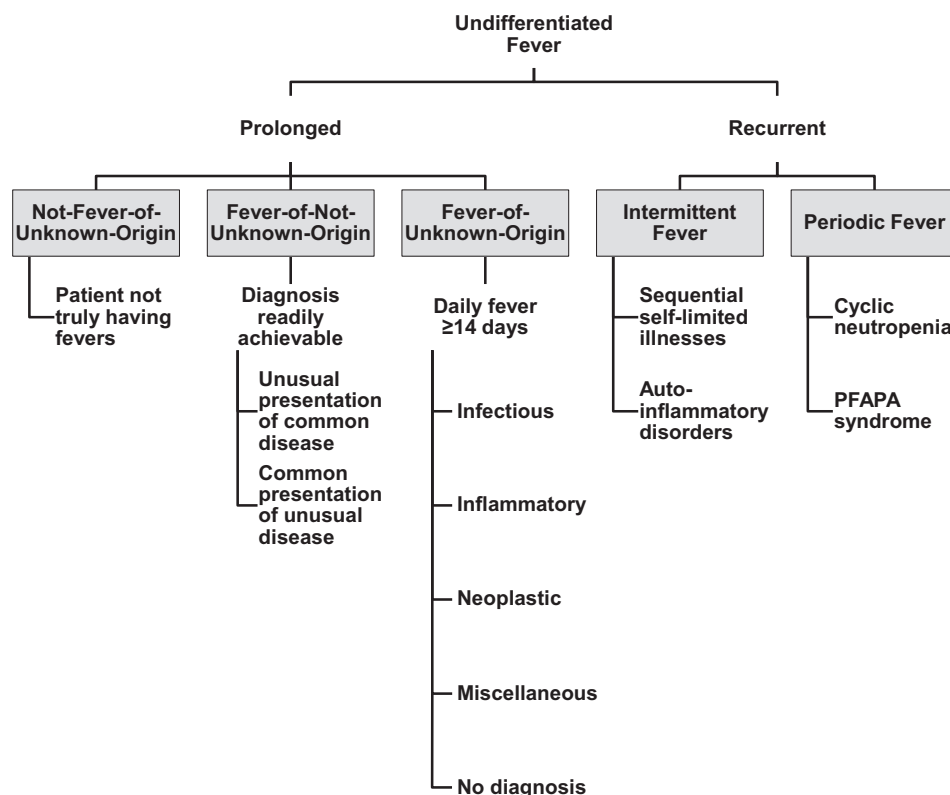 Undifferentiated
Fever
Prolonged
Recurrent
Not-Fever-of-
Unknown-Origin
Patient not
truly having
fevers
Fever-of-Not-
Unknown-Origin
Diagnosis
readily
achievable
Unusual
presentation
of common
disease
Common
presentation
of unusual
disease
Fever-of-
Unknown-Origin
Daily fever
≥14 days
Infectious
Inflammatory
Neoplastic
Miscellaneous
No diagnosis
Intermittent
Fever
Sequential
self-limited
illnesses
Auto-
inflammatory
disorders
Periodic Fever
Cyclic
neutropenia
PFAPA
syndrome